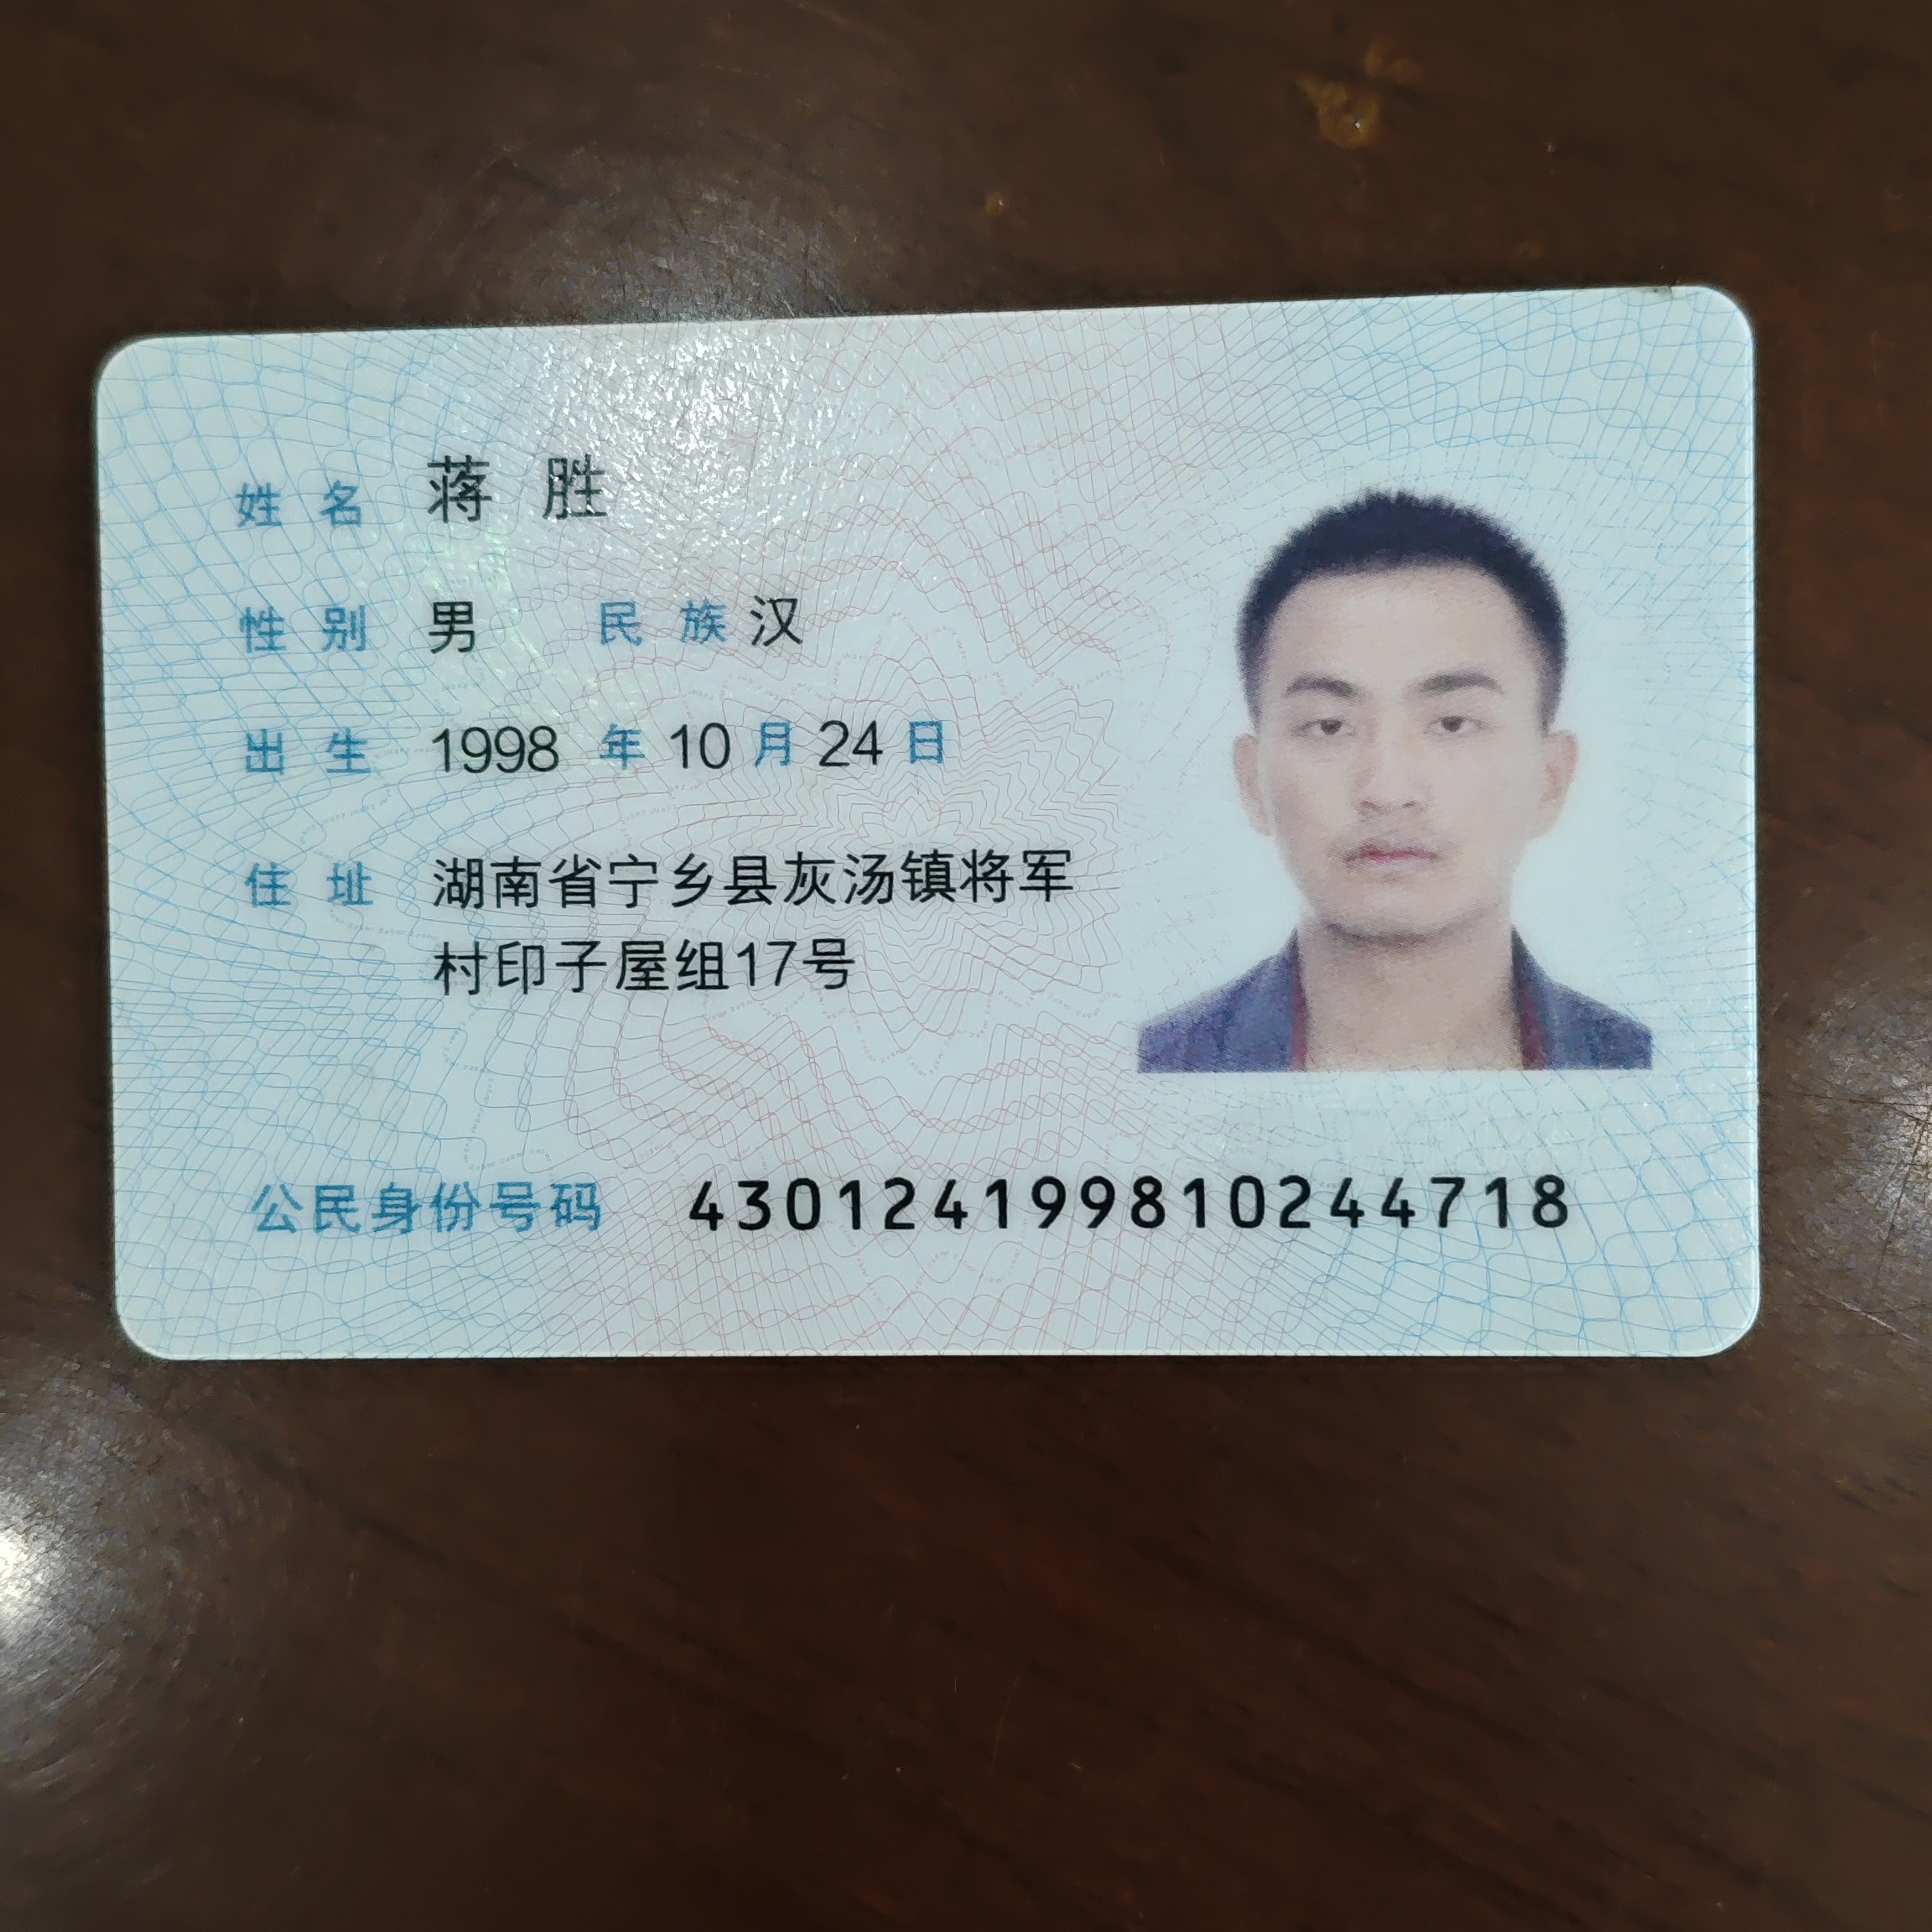 姓名 蒋胜
性别 男 民族 汉
出生 1998 年 10 月 24 日
住址 湖南省宁乡县灰汤镇将军
村印子屋组17号
公民身份号码 430124199810244718